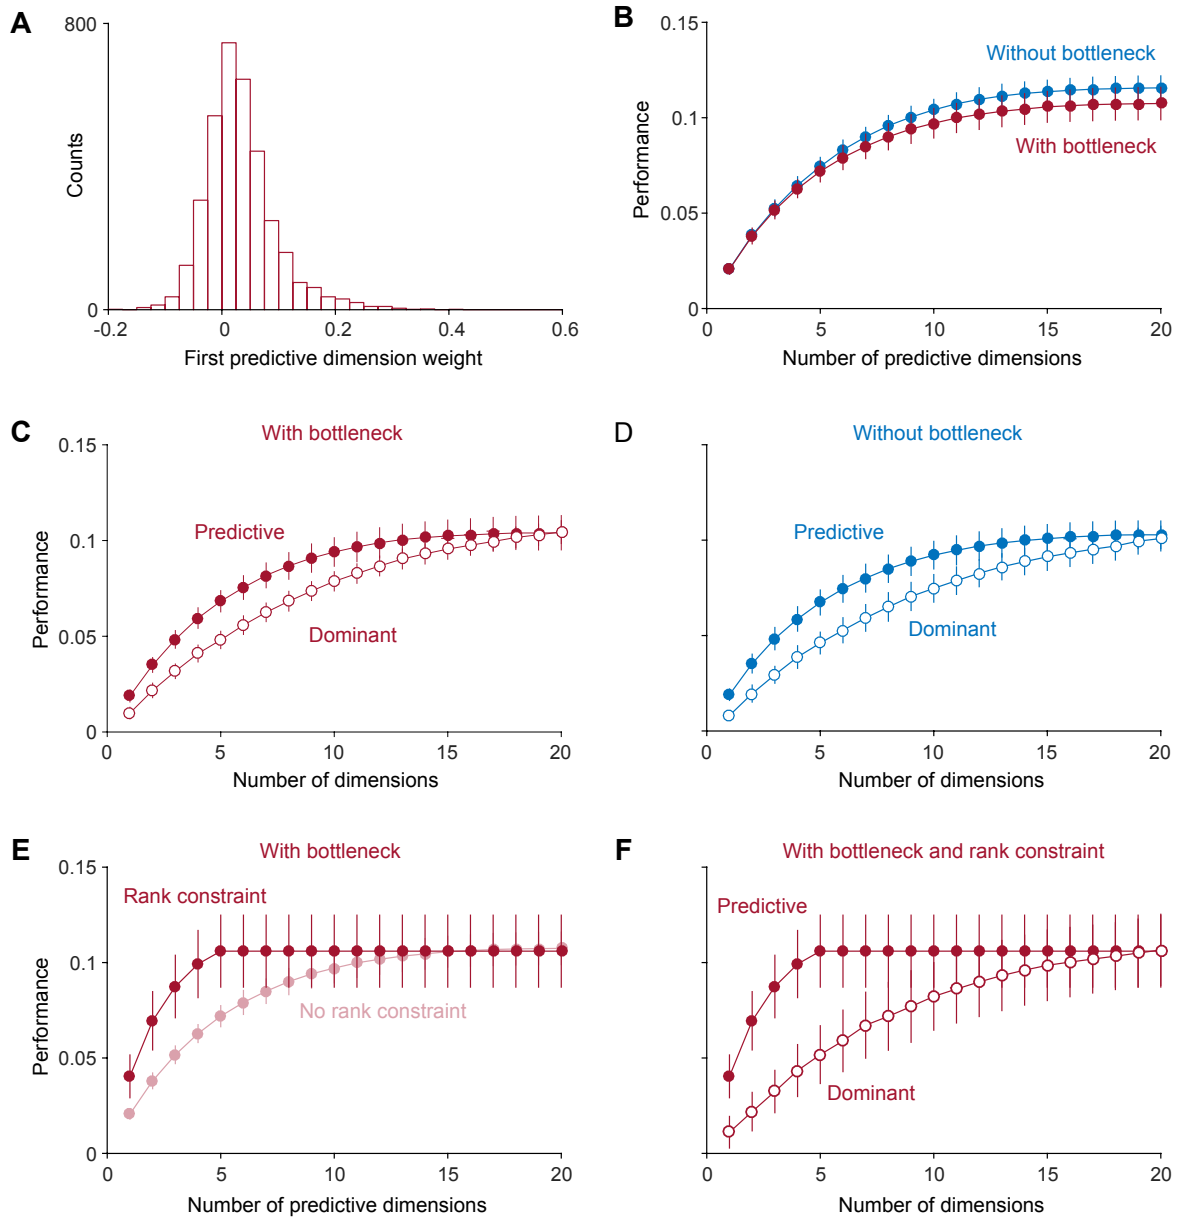 A
800
Counts
0
-0.2
0
0.2
0.4
0.6
First predictive dimension weight
B
0.15
Without bottleneck
0.1
With bottleneck
Performance
0.05
0
0
5
10
15
20
Number of predictive dimensions
C
With bottleneck
0.15
Predictive
0.1
Performance
0.05
Dominant
0
0
5
10
15
20
Number of dimensions
D
Without bottleneck
Predictive
Dominant
0
5
10
15
20
Number of dimensions
E
With bottleneck
0.15
Rank constraint
0.1
No rank constraint
Performance
0.05
0
0
5
10
15
20
Number of predictive dimensions
F
With bottleneck and rank constraint
Predictive
Dominant
0
5
10
15
20
Number of dimensions